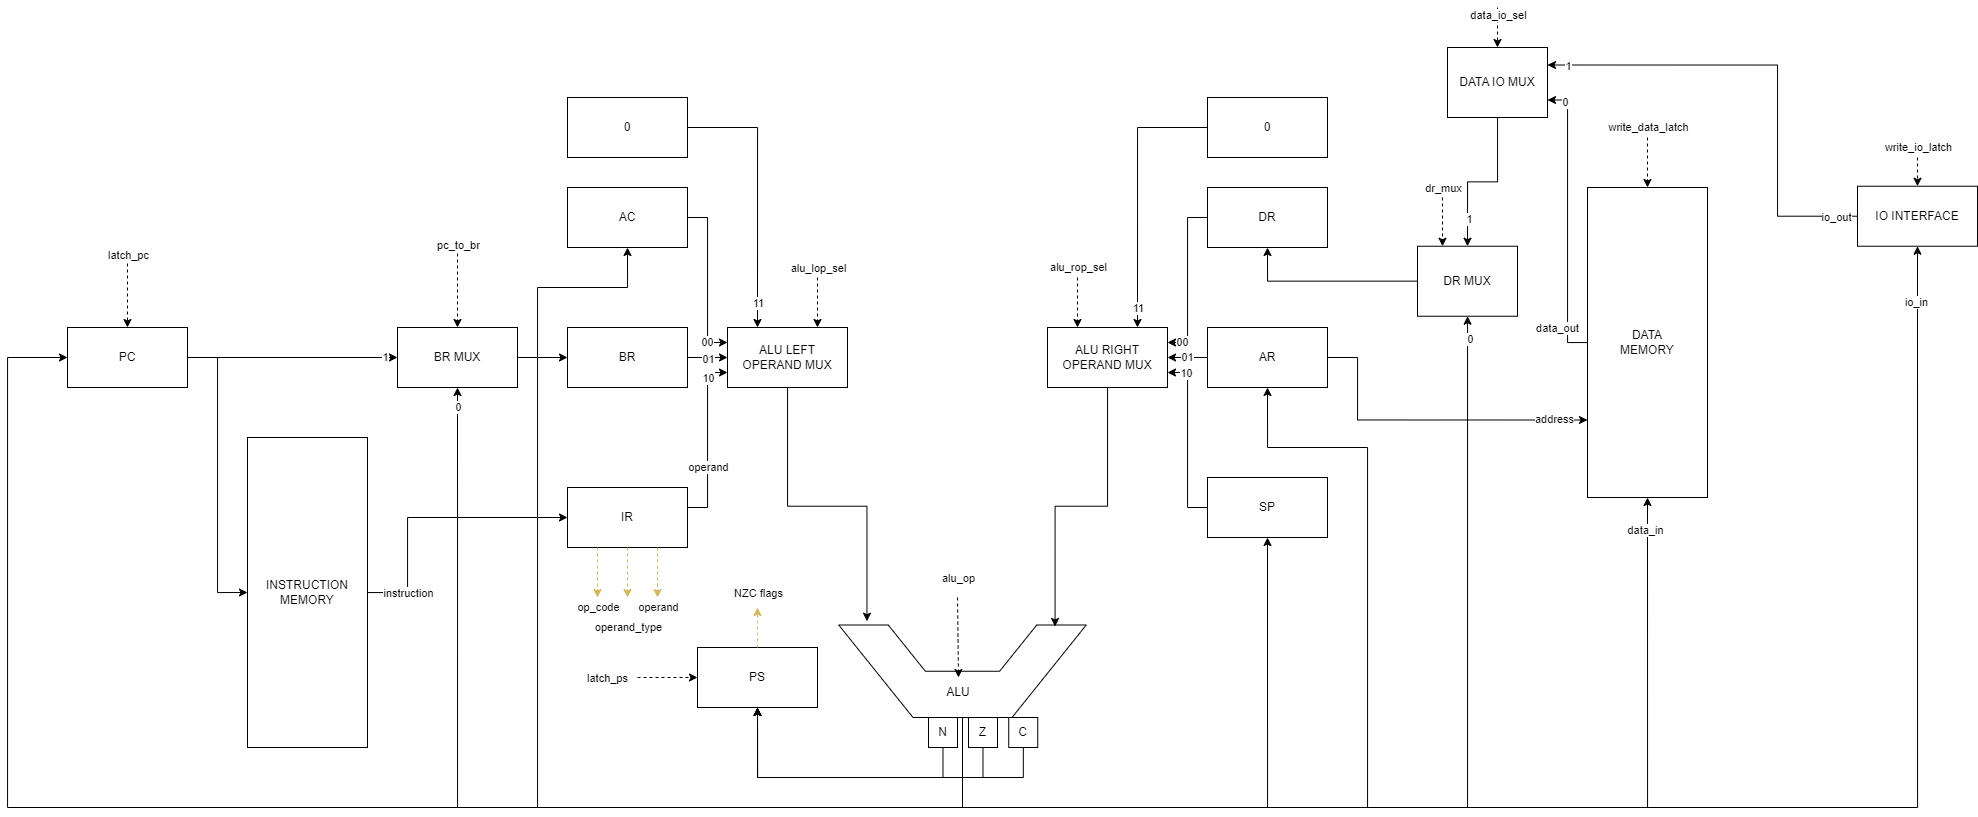 data_io_sel
DATA IO MUX
1
0
write_data_latch
write_io_latch
0
0
AC
DR
dr_mux
1
io_out
IO INTERFACE
latch_pc
pc_to_br
alu_lop_sel
alu_rop_sel
DR MUX
11
11
io_in
PC
1
BR MUX
BR
00
01
10
ALU LEFT
OPERAND MUX
ALU RIGHT
OPERAND MUX
00
01
10
AR
0
data_out
DATA
MEMORY
0
address
operand
IR
SP
data_in
INSTRUCTION
MEMORY
instruction
op_code
operand
operand_type
NZC flags
alu_op
latch_ps
PS
ALU
N
Z
C